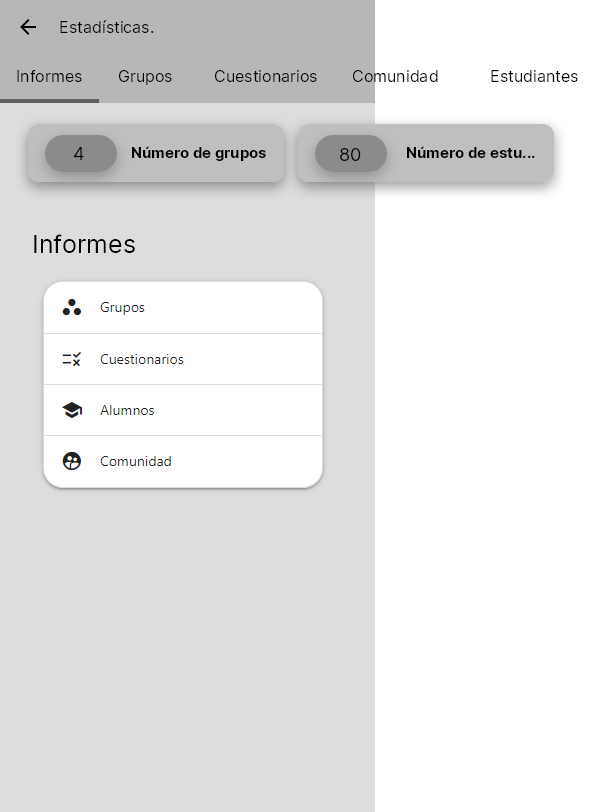 Estadísticas.
Informes Grupos Cuestionarios Comunidad Estudiantes
4 Número de grupos 80 Número de estu...
Informes
Grupos
Cuestionarios
Alumnos
Comunidad